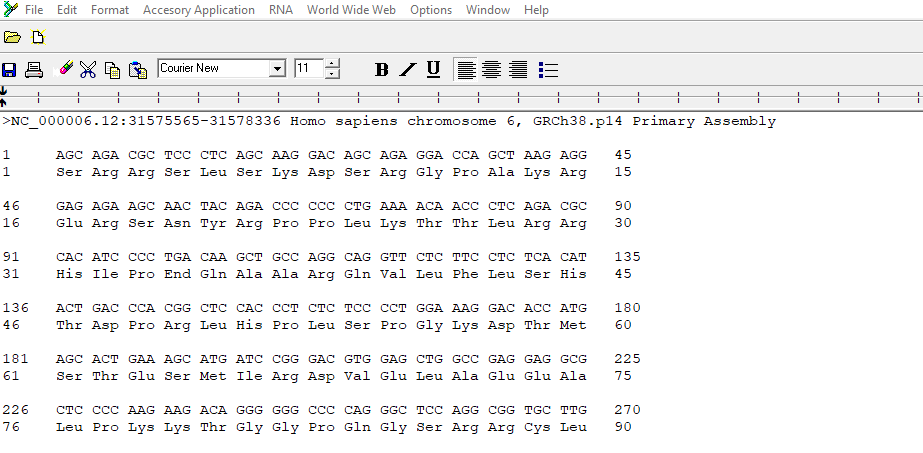 File Edit Format Accesory Application RNA World Wide Web Options Window Help
Courier New 11 B I U
>NC_000006.12:31575565-31578336 Homo sapiens chromosome 6, GRCh38.p14 Primary Assembly
1 AGC AGA CGC TCC CTC AGC AAG GAC AGC AGA GGA CCA GCT AAG AGG 45
1 Ser Arg Arg Ser Leu Ser Lys Asp Ser Arg Gly Pro Ala Lys Arg 15
46 GAG AGA AGC AAC TAC AGA CCC CCC CTG AAA ACA ACC CTC AGA CGC 90
16 Glu Arg Ser Asn Tyr Arg Pro Pro Leu Lys Thr Thr Leu Arg Arg 30
91 CAC ATC CCC TGA CAA GCT GCC AGG CAG GTT CTC TTC CTC TCA CAT 135
31 His Ile Pro End Gln Ala Ala Arg Gln Val Leu Phe Leu Ser His 45
136 ACT GAC CCA CGG CTC CAC CCT CTC TCC CCT GGA AAG GAC ACC ATG 180
46 Thr Asp Pro Arg Leu His Pro Leu Ser Pro Gly Lys Asp Thr Met 60
181 AGC ACT GAA AGC ATG ATC CGG GAC GTG GAG CTG GCC GAG GAG GCG 225
61 Ser Thr Glu Ser Met Ile Arg Asp Val Glu Leu Ala Glu Glu Ala 75
226 CTC CCC AAG AAG ACA GGG GGG CCC CAG GGC TCC AGG CGG TGC TTG 270
76 Leu Pro Lys Lys Thr Gly Gly Pro Gln Gly Ser Arg Arg Cys Leu 90